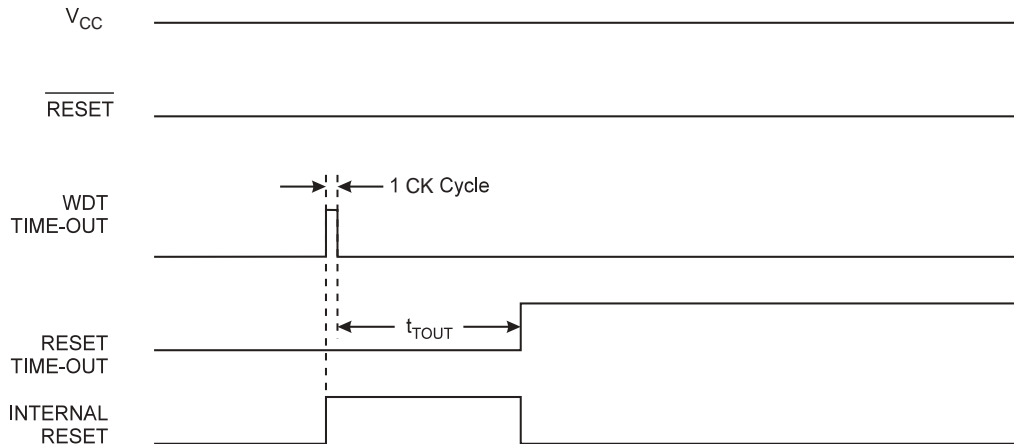 VCC
RESET
1 CK Cycle
WDT
TIME-OUT
tTOUT
RESET
TIME-OUT
INTERNAL
RESET